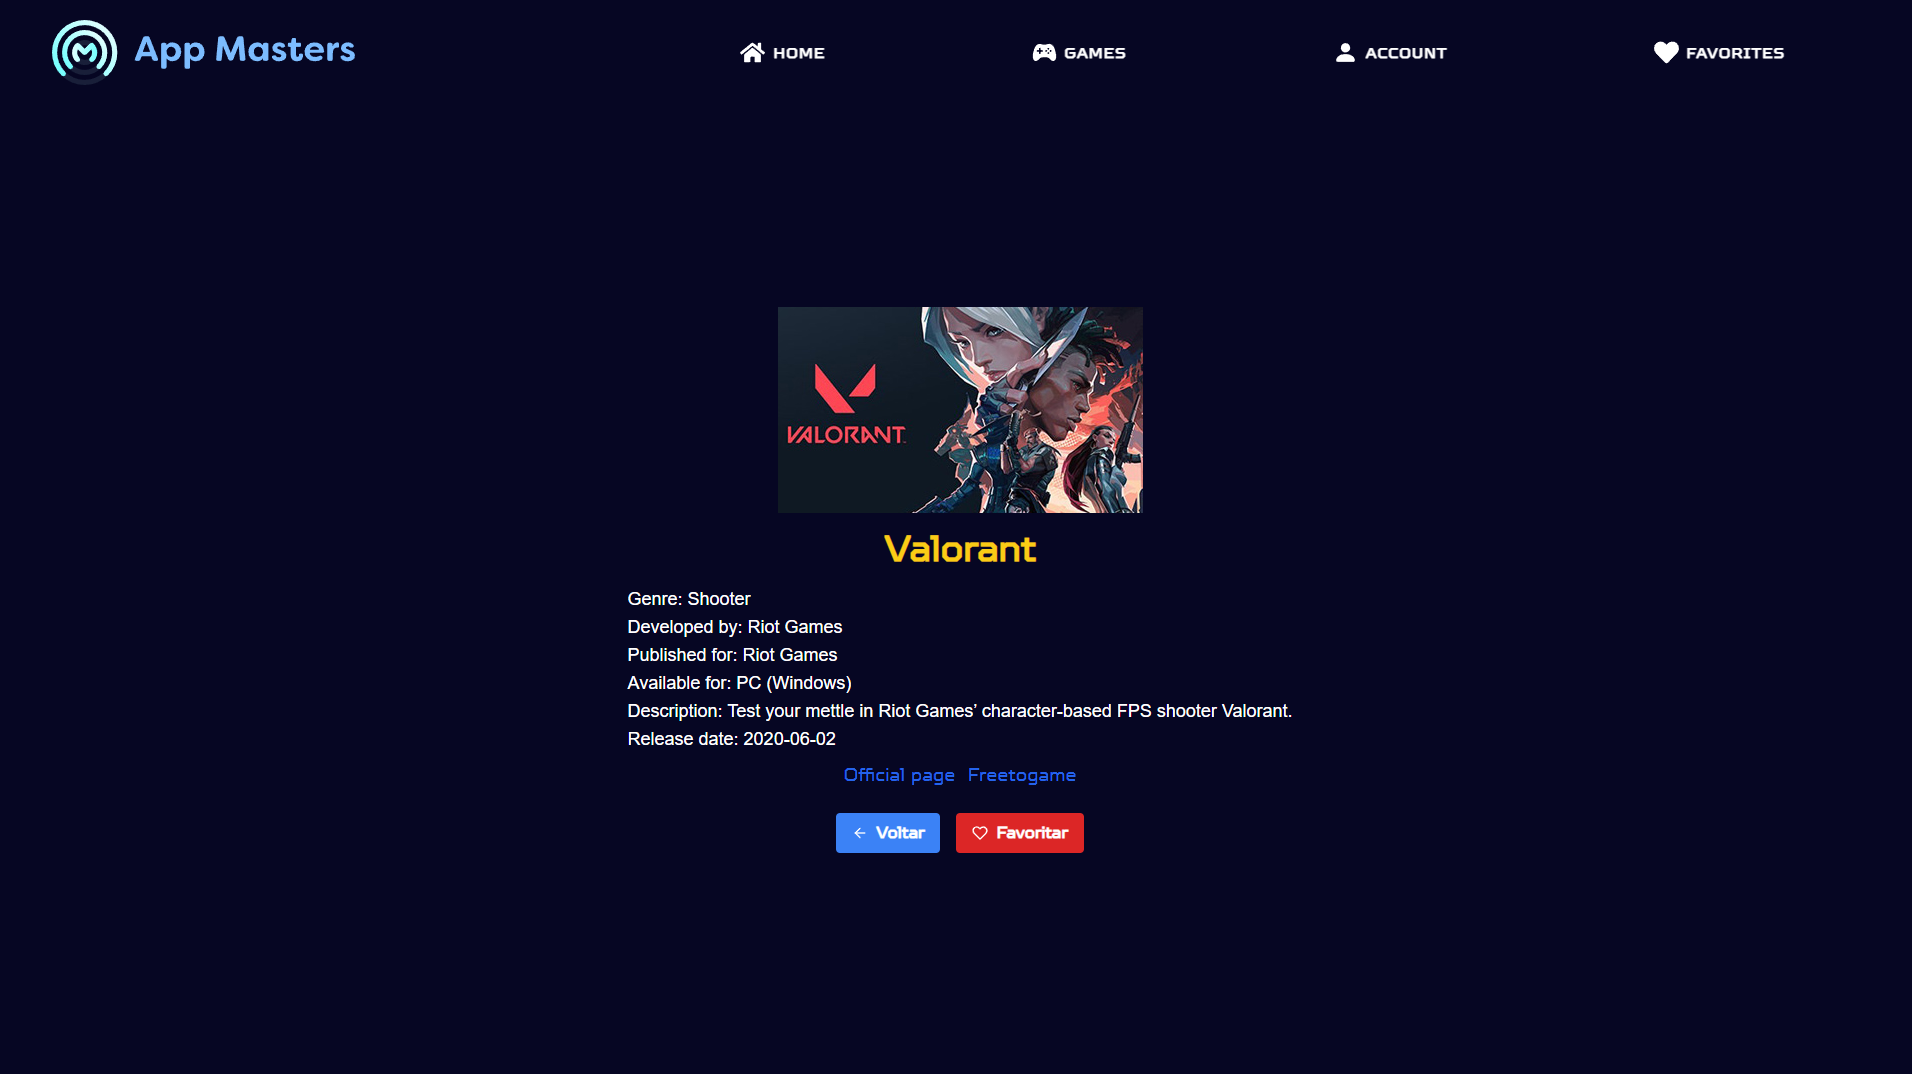 App Masters
HOME
GAMES
ACCOUNT
FAVORITES
VALORANT
Valorant
Genre: Shooter
Developed by: Riot Games
Published for: Riot Games
Available for: PC (Windows)
Description: Test your mettle in Riot Games’ character-based FPS shooter Valorant.
Release date: 2020-06-02
Official page Freetogame
Voltar
Favoritar